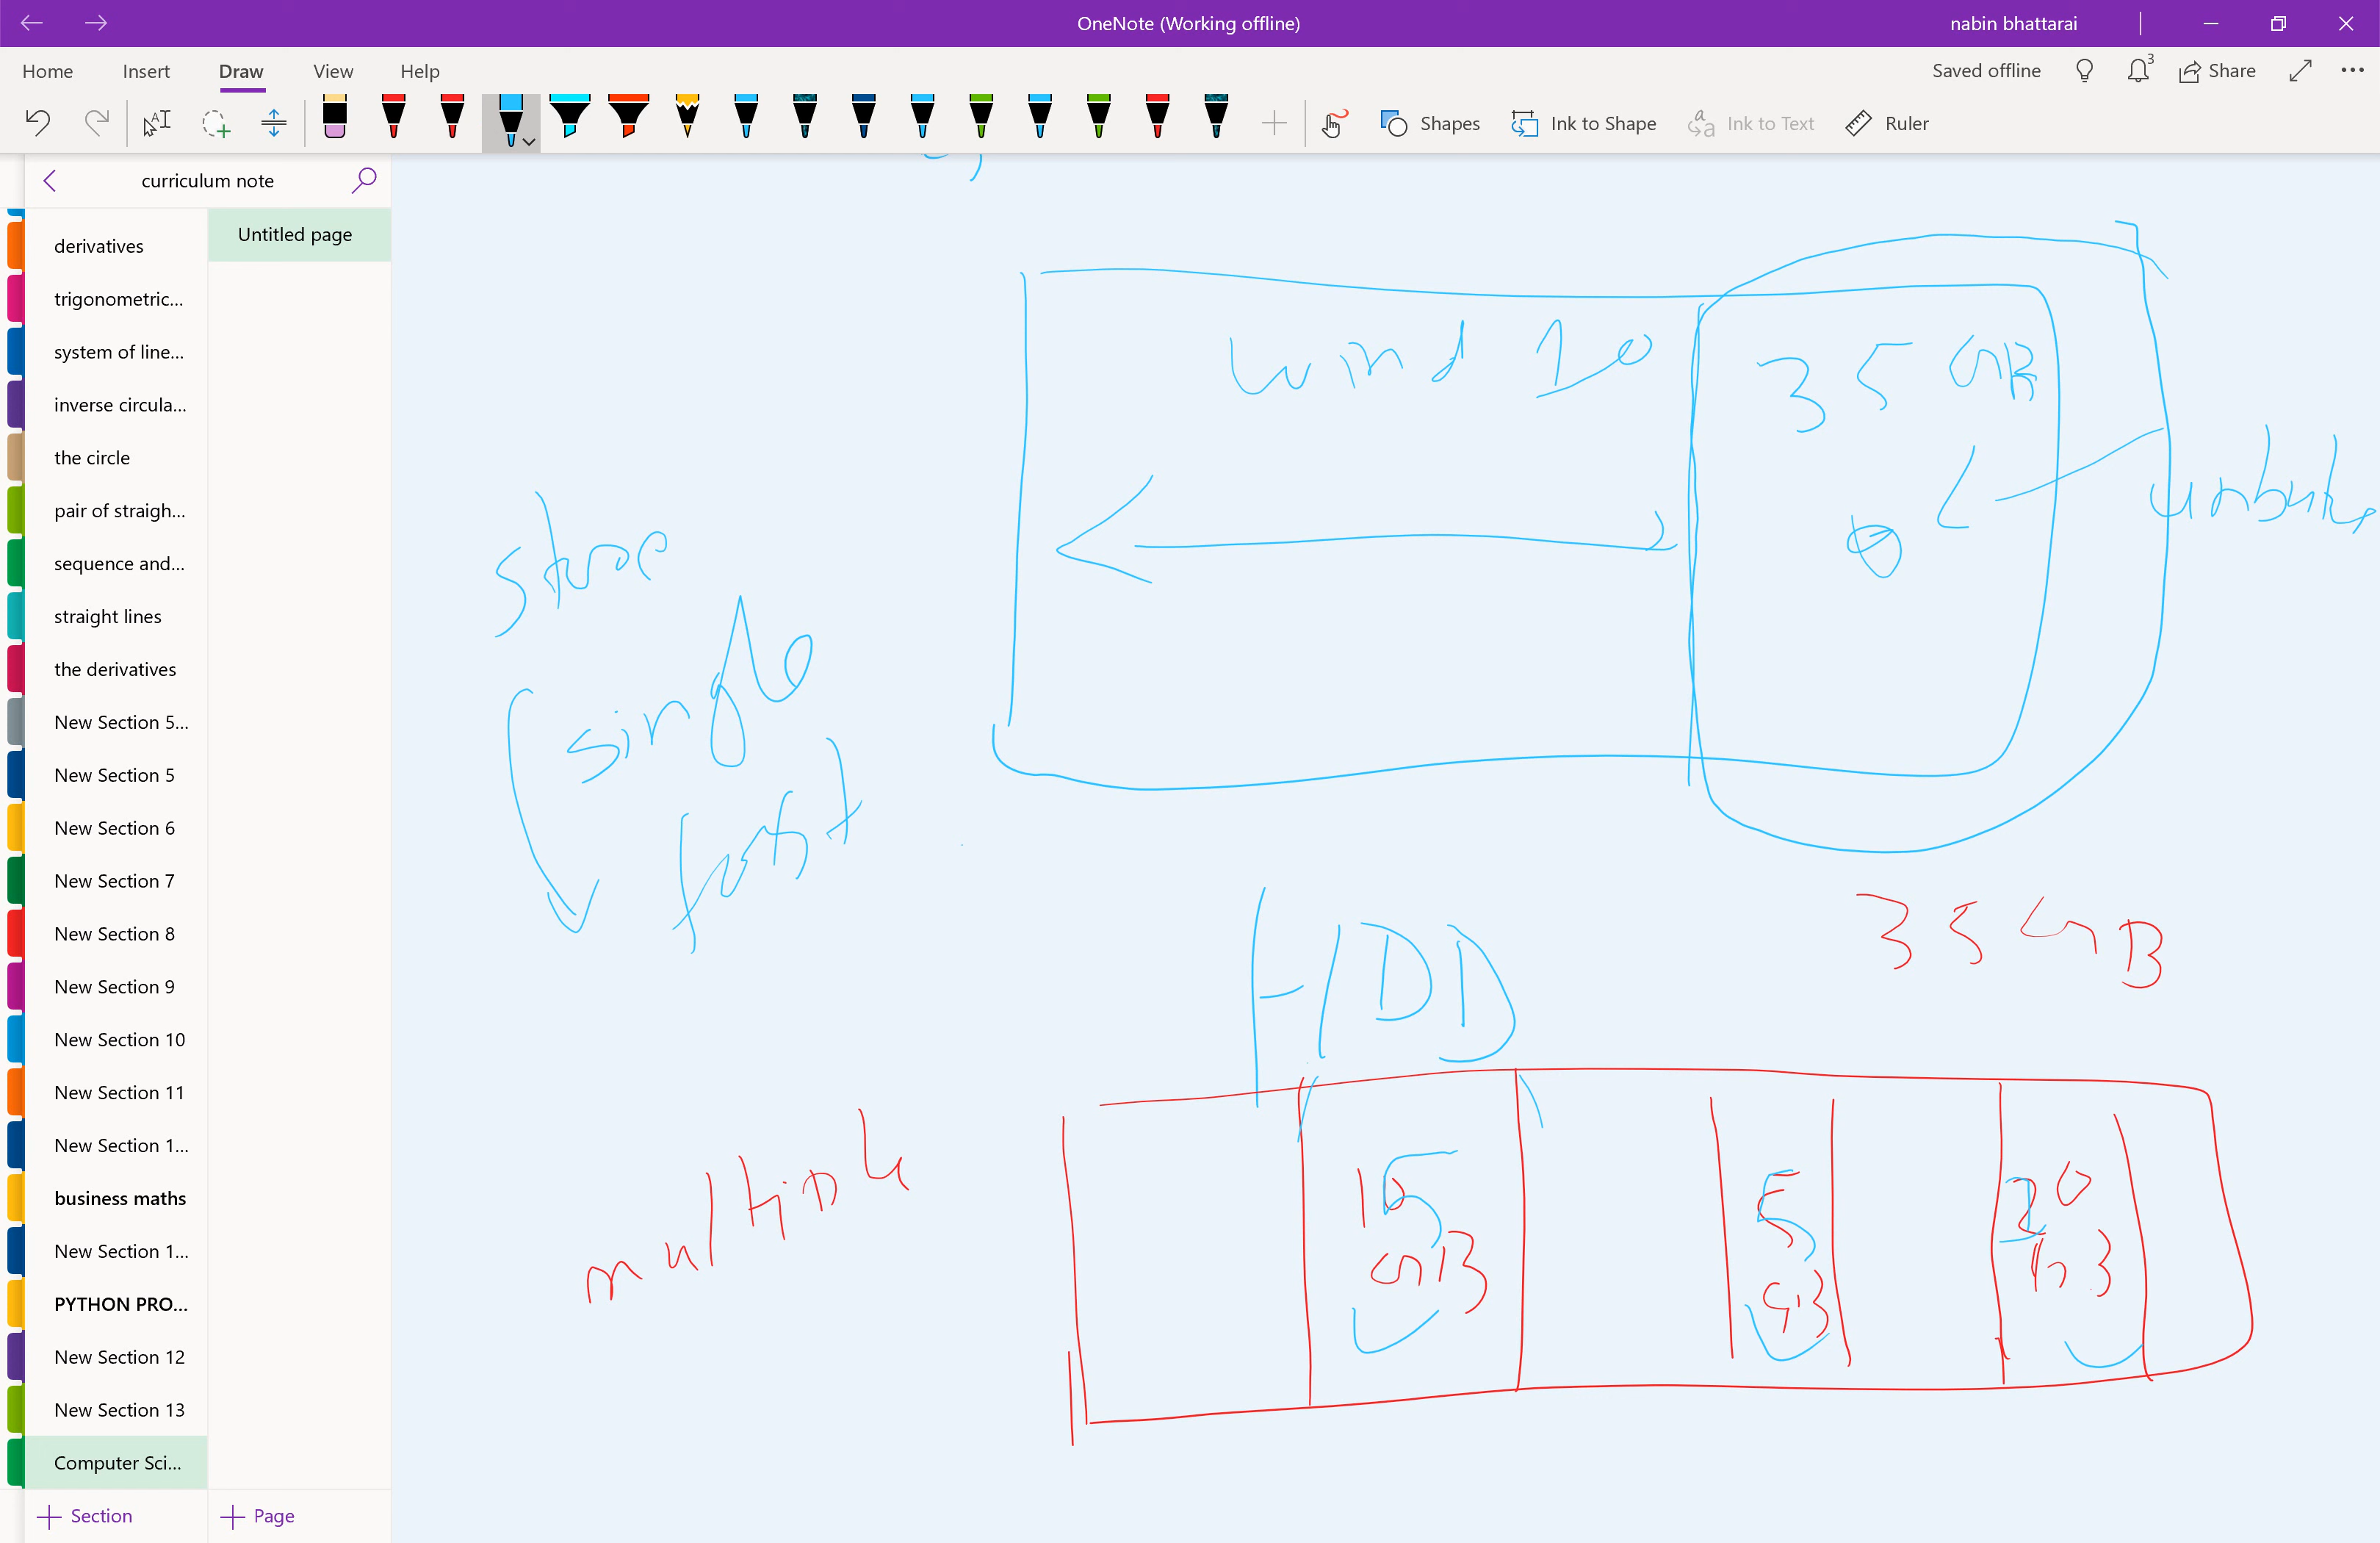 OneNote (Working offline)
nabin bhattarai
Home Insert Draw View Help
Saved offline
3
Share
Shapes
Ink to Shape
Ink to Text
Ruler
curriculum note
Untitled page
derivatives
trigonometric...
system of line...
inverse circula...
the circle
pair of straigh...
sequence and...
straight lines
the derivatives
New Section 5...
New Section 5
New Section 6
New Section 7
New Section 8
New Section 9
New Section 10
New Section 11
New Section 1...
business maths
New Section 1...
PYTHON PRO...
New Section 12
New Section 13
Computer Sci...
Section
Page
wind 10
35 GB
store
single
HDD
35 GB
5
GB
20